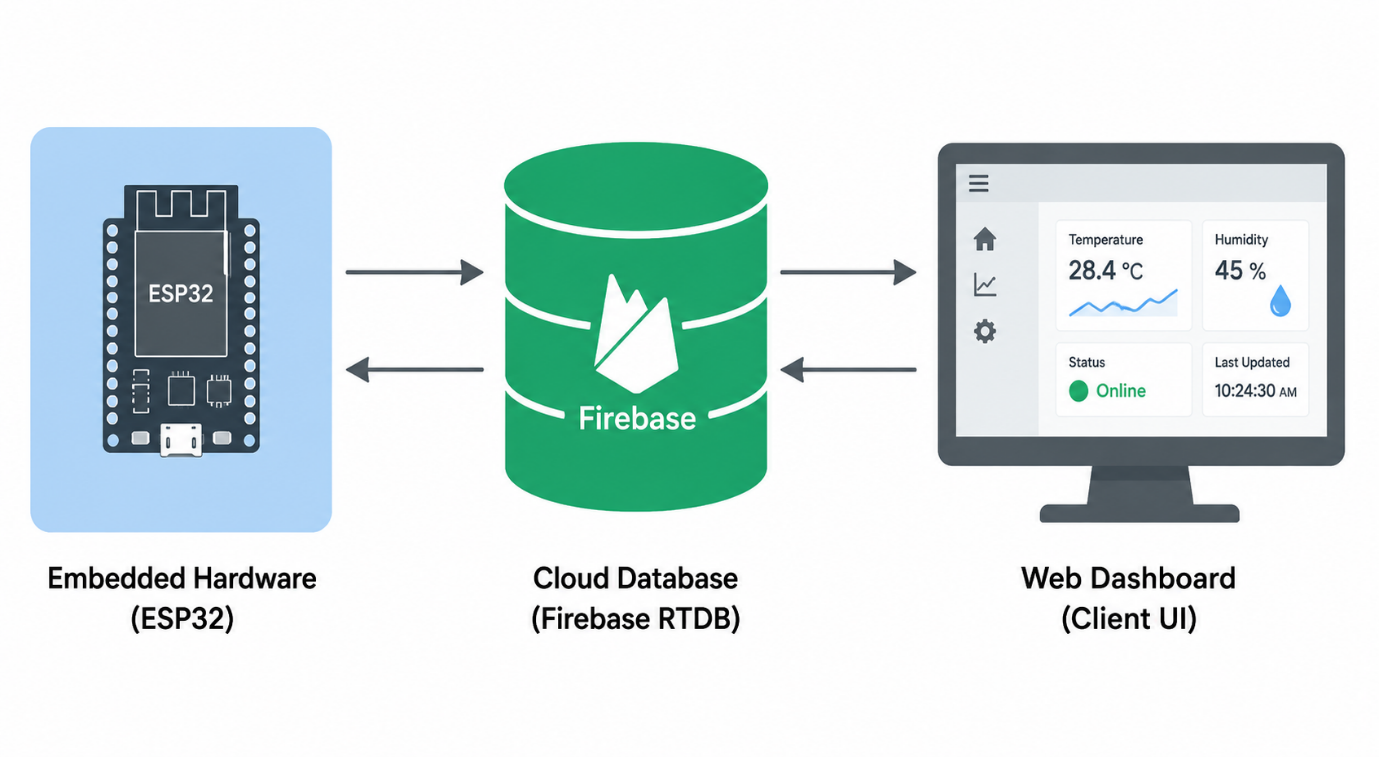 ESP32
Firebase
Temperature
28.4 °C
Humidity
45 %
Status
Online
Last Updated
10:24:30 AM
Embedded Hardware
(ESP32)
Cloud Database
(Firebase RTDB)
Web Dashboard
(Client UI)